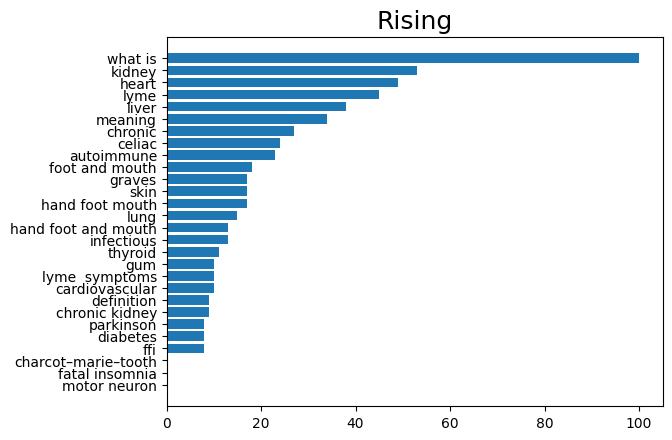 Rising
what is
kidney
heart
lyme
liver
meaning
chronic
celiac
autoimmune
foot and mouth
graves
skin
hand foot mouth
lung
hand foot and mouth
infectious
thyroid
gum
lyme  symptoms
cardiovascular
definition
chronic kidney
parkinson
diabetes
ffi
charcot–marie–tooth
fatal insomnia
motor neuron
0 20 40 60 80 100